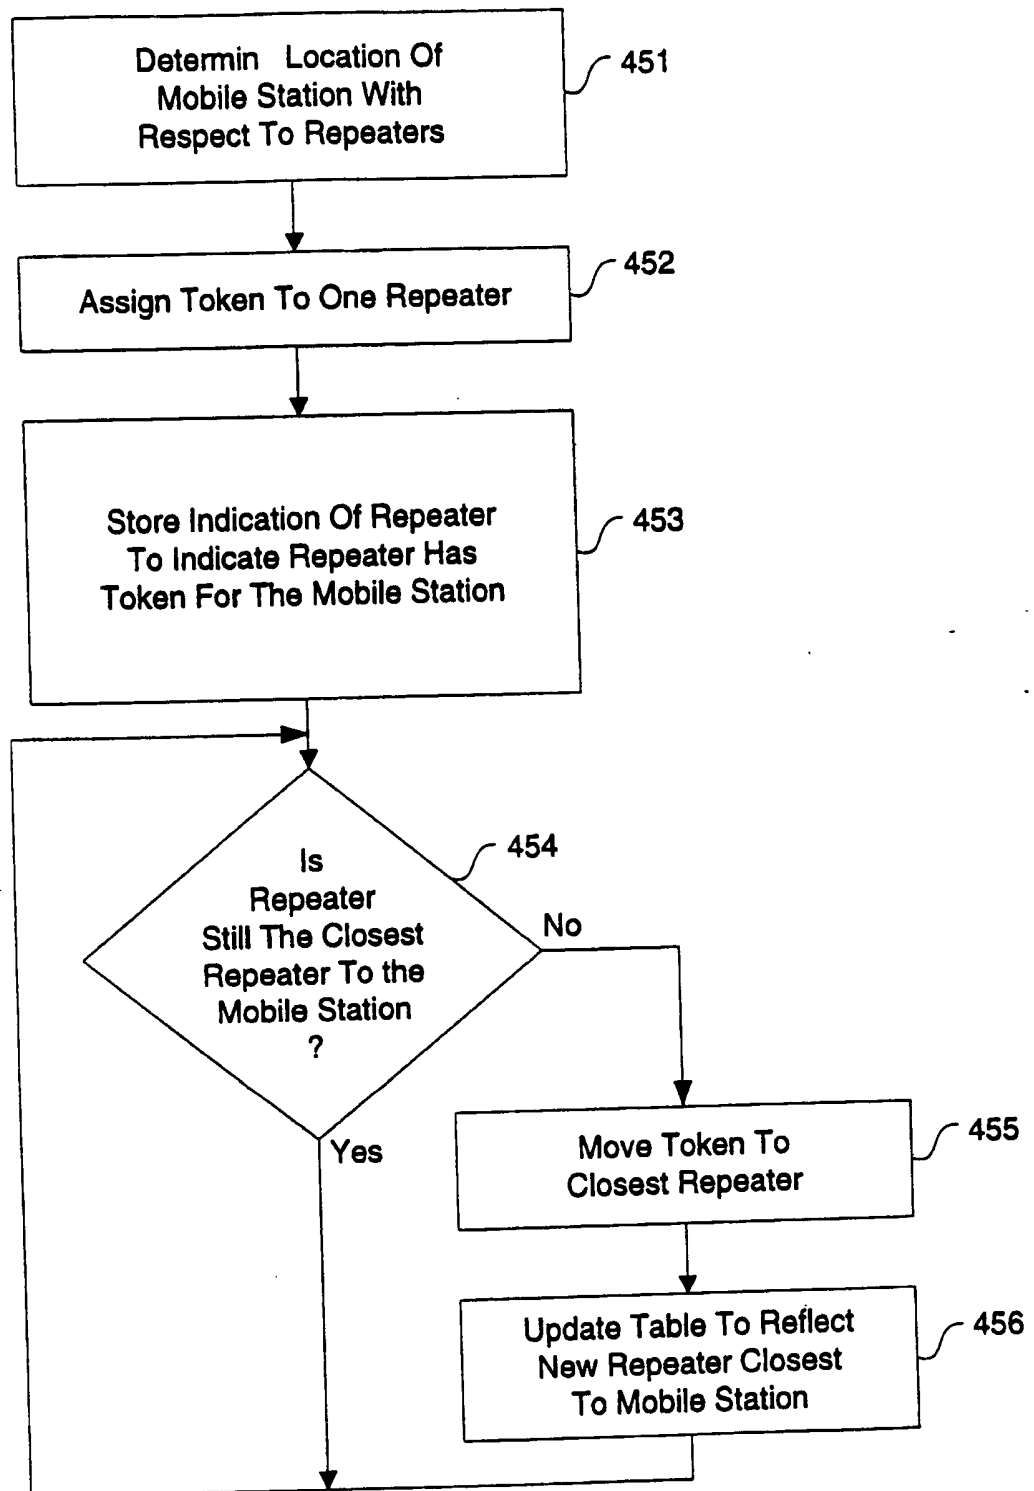 Determin Location Of
Mobile Station With
Respect To Repeaters
451
Assign Token To One Repeater
452
Store Indication Of Repeater
To Indicate Repeater Has
Token For The Mobile Station
453
Is
Repeater
Still The Closest
Repeater To the
Mobile Station
?
454
No
Yes
Move Token To
Closest Repeater
455
Update Table To Reflect
New Repeater Closest
To Mobile Station
456